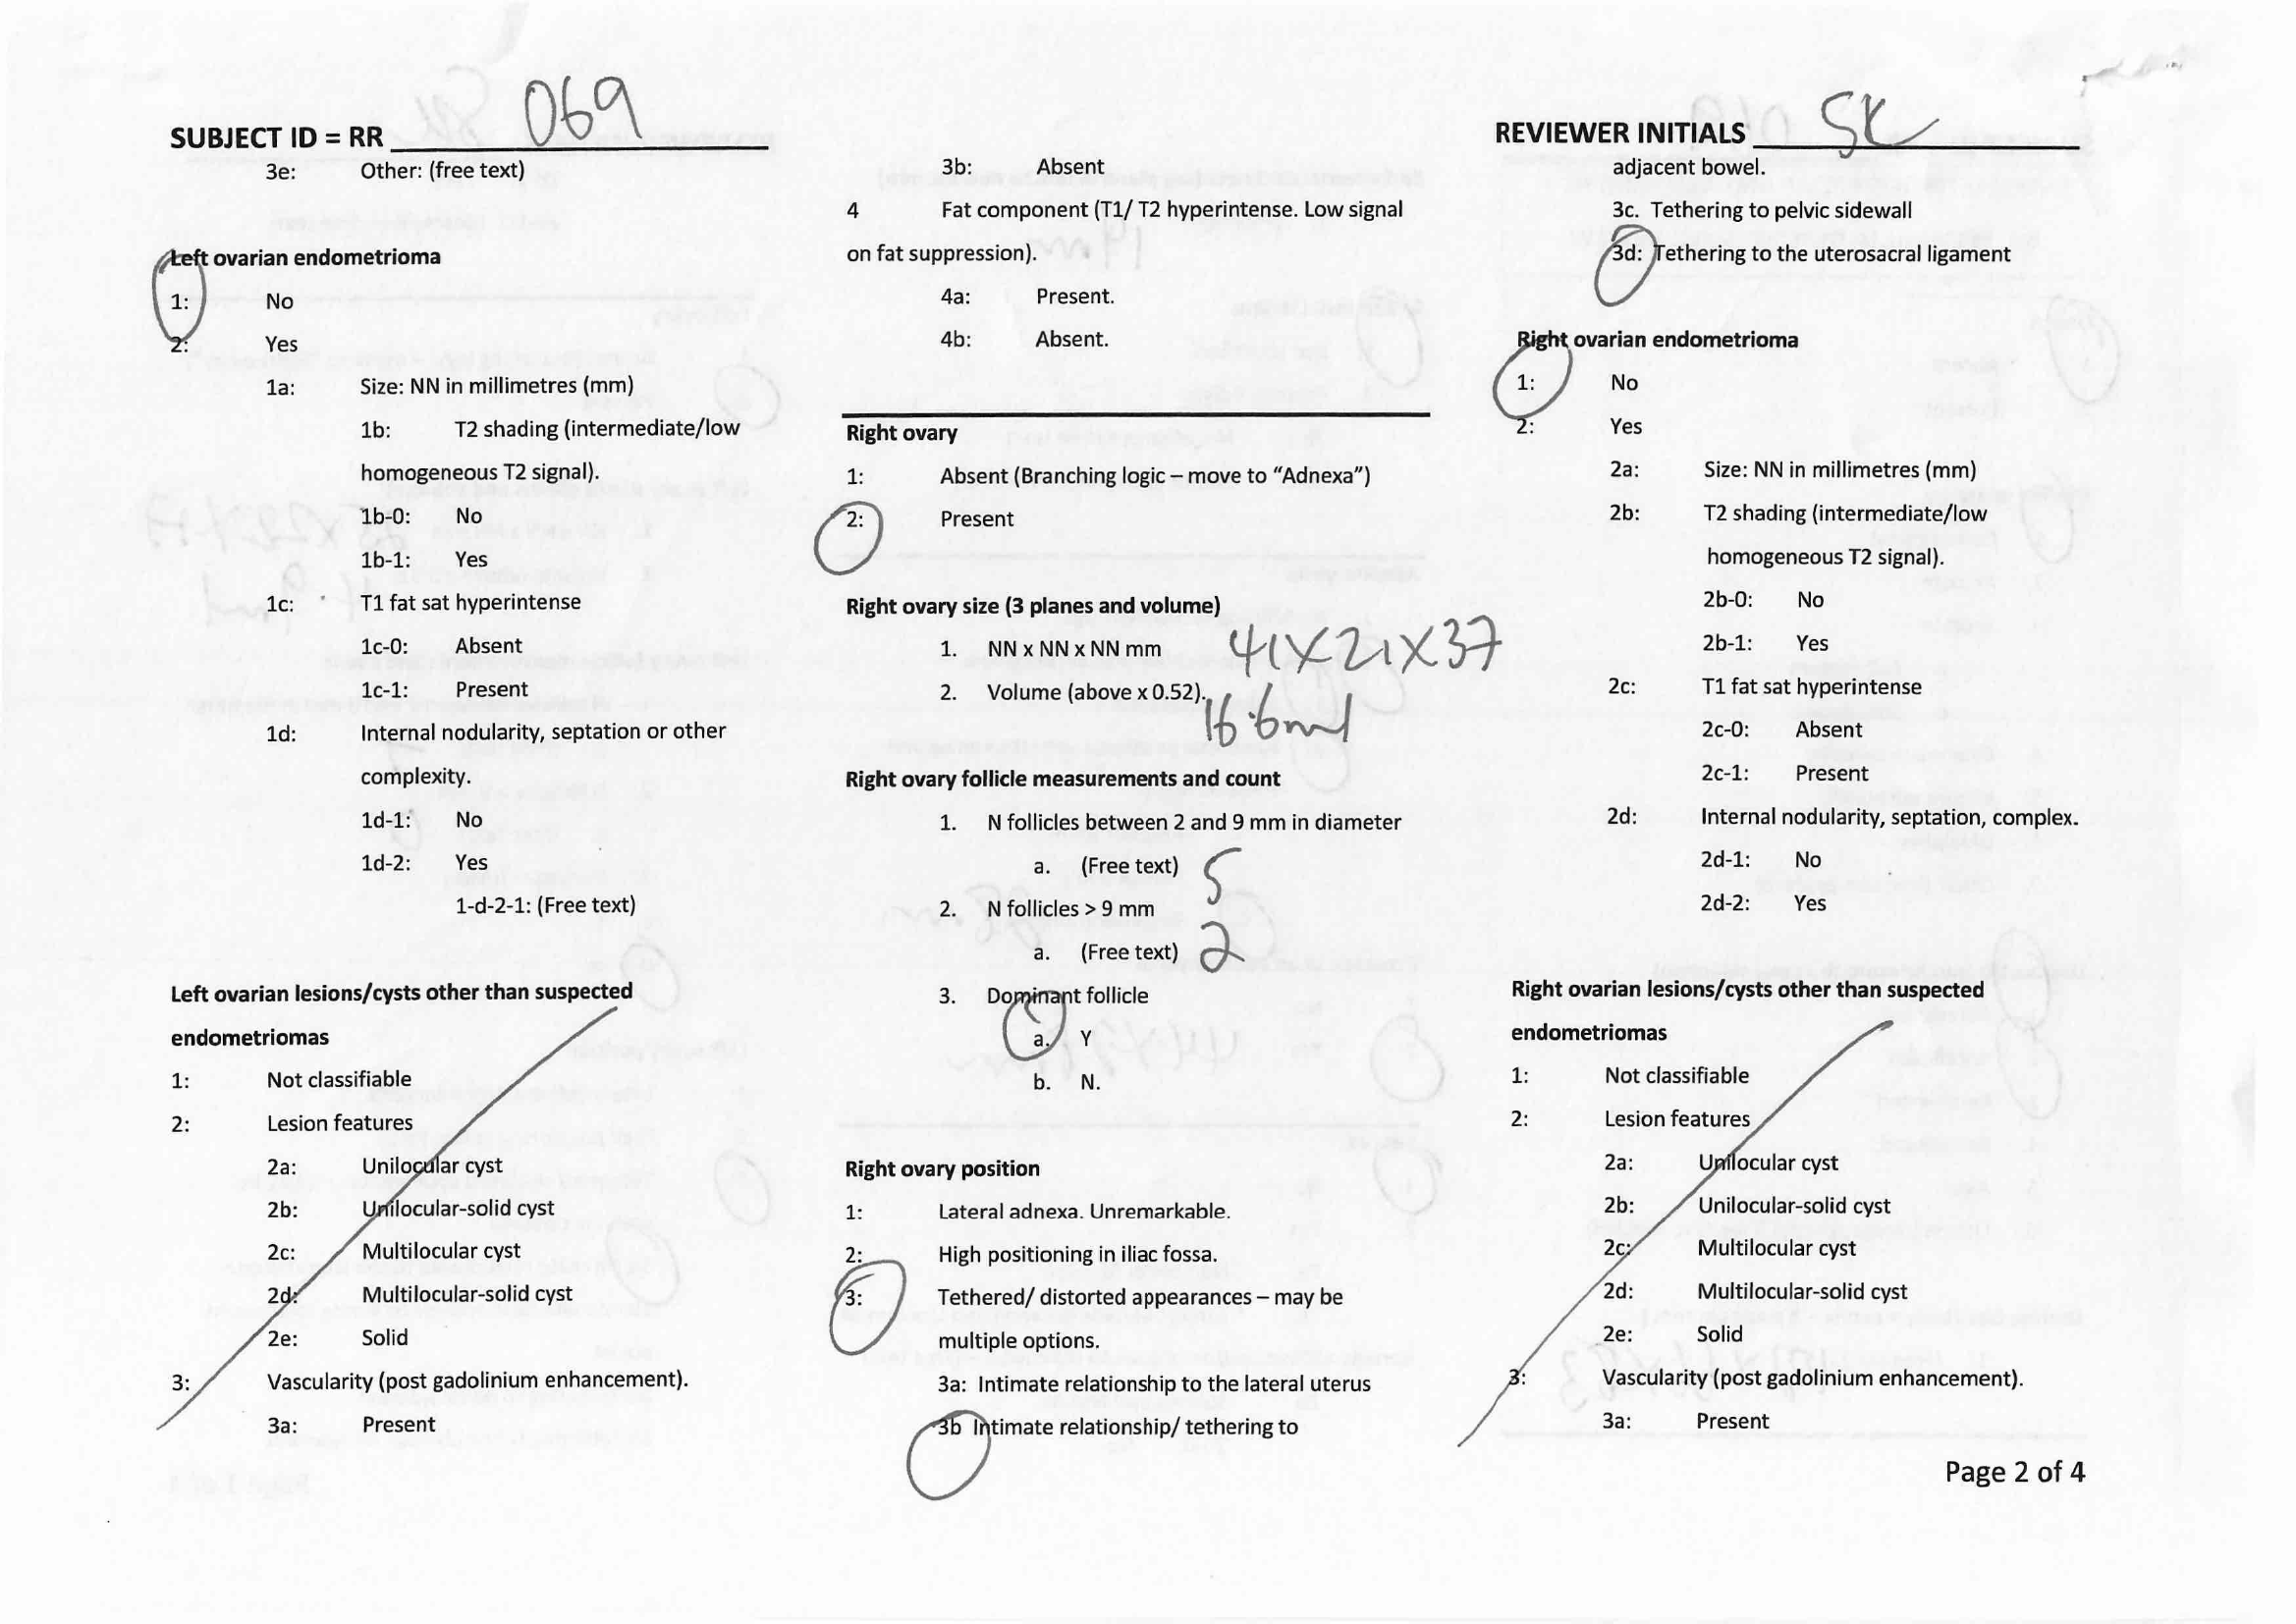 SUBJECT ID = RR 069
3e: Other: (free text)
Left ovarian endometrioma
1: No
2: Yes
1a: Size: NN in millimetres (mm)
1b: T2 shading (intermediate/low
homogeneous T2 signal).
1b-0: No
1b-1: Yes
1c: T1 fat sat hyperintense
1c-0: Absent
1c-1: Present
1d: Internal nodularity, septation or other
complexity.
1d-1: No
1d-2: Yes
1-d-2-1: (Free text)
Left ovarian lesions/cysts other than suspected
endometriomas
1: Not classifiable
2: Lesion features
2a: Unilocular cyst
2b: Unilocular-solid cyst
2c: Multilocular cyst
2d: Multilocular-solid cyst
2e: Solid
3: Vascularity (post gadolinium enhancement).
3a: Present
3b: Absent
4 Fat component (T1/ T2 hyperintense. Low signal
on fat suppression).
4a: Present.
4b: Absent.
Right ovary
1: Absent (Branching logic – move to “Adnexa”)
2: Present
Right ovary size (3 planes and volume)
1. NN x NN x NN mm 41X21X37
2. Volume (above x 0.52). 16.6ml
Right ovary follicle measurements and count
1. N follicles between 2 and 9 mm in diameter
a. (Free text) 5
2. N follicles > 9 mm
a. (Free text) 2
3. Dominant follicle
a. Y
b. N.
Right ovary position
1: Lateral adnexa. Unremarkable.
2: High positioning in iliac fossa.
3: Tethered/ distorted appearances – may be
multiple options.
3a: Intimate relationship to the lateral uterus
3b Intimate relationship/ tethering to
REVIEWER INITIALS SK
adjacent bowel.
3c. Tethering to pelvic sidewall
3d: Tethering to the uterosacral ligament
Right ovarian endometrioma
1: No
2: Yes
2a: Size: NN in millimetres (mm)
2b: T2 shading (intermediate/low
homogeneous T2 signal).
2b-0: No
2b-1: Yes
2c: T1 fat sat hyperintense
2c-0: Absent
2c-1: Present
2d: Internal nodularity, septation, complex.
2d-1: No
2d-2: Yes
Right ovarian lesions/cysts other than suspected
endometriomas
1: Not classifiable
2: Lesion features
2a: Unilocular cyst
2b: Unilocular-solid cyst
2c: Multilocular cyst
2d: Multilocular-solid cyst
2e: Solid
3: Vascularity (post gadolinium enhancement).
3a: Present
Page 2 of 4